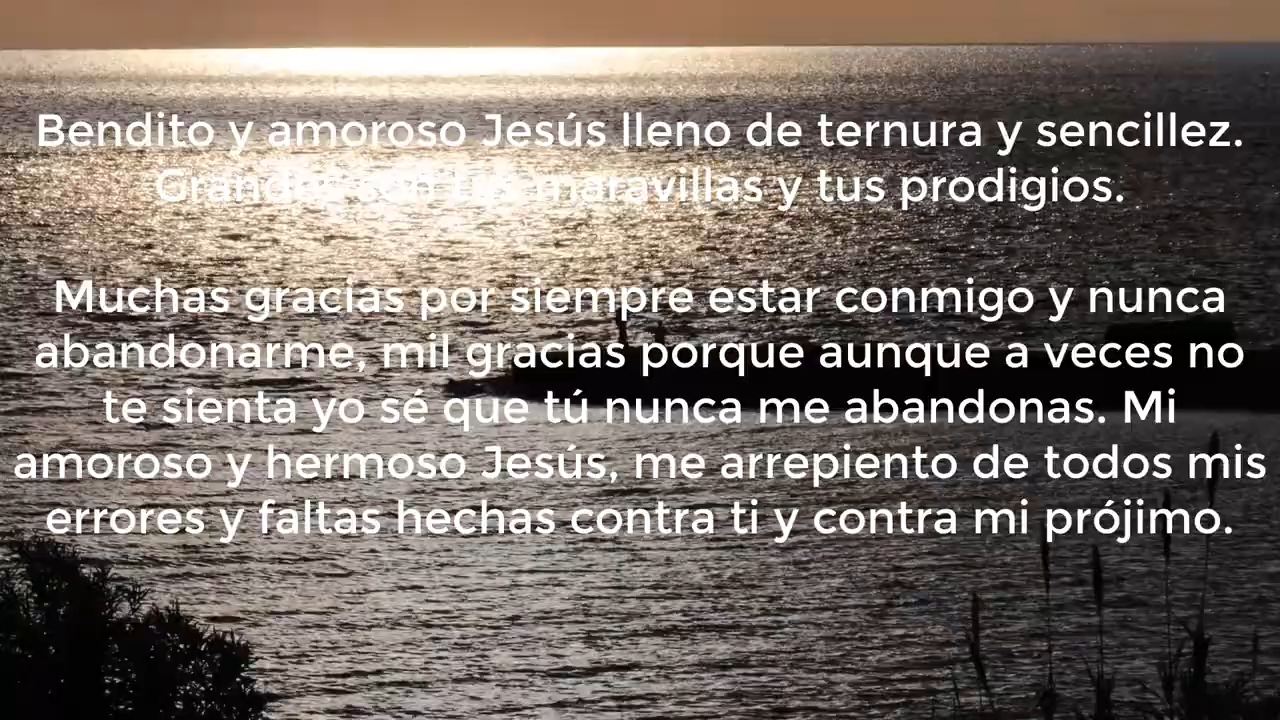 Bendito y amoroso Jesús lleno de ternura y sencillez.
Grandes son tus maravillas y tus prodigios.
Muchas gracias por siempre estar conmigo y nunca
abandonarme, mil gracias porque aunque a veces no
te sienta yo sé que tú nunca me abandonas. Mi
amoroso y hermoso Jesús, me arrepiento de todos mis
errores y faltas hechas contra ti y contra mi prójimo.